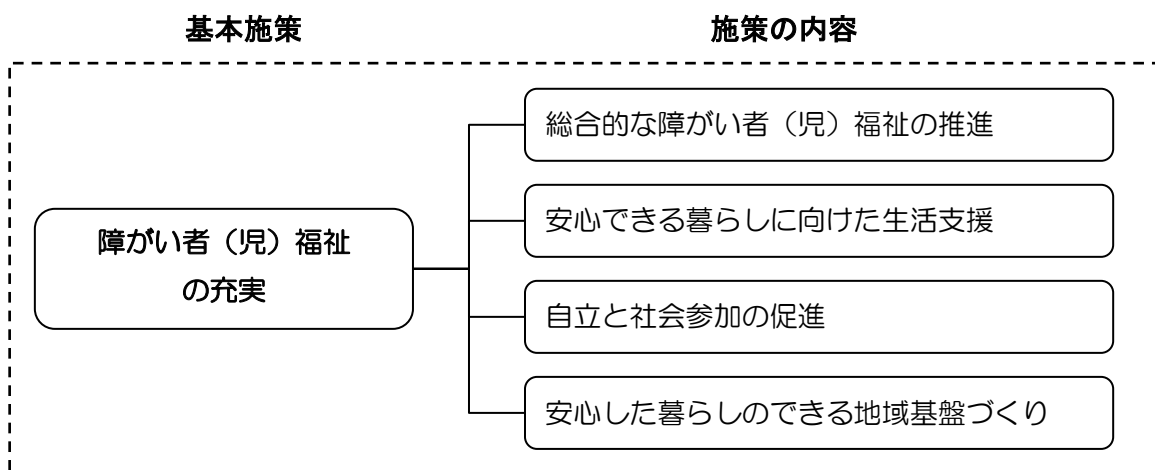 基本施策
施策の内容
障がい者（児）福祉
の充実
総合的な障がい者（児）福祉の推進
安心できる暮らしに向けた生活支援
自立と社会参加の促進
安心した暮らしのできる地域基盤づくり